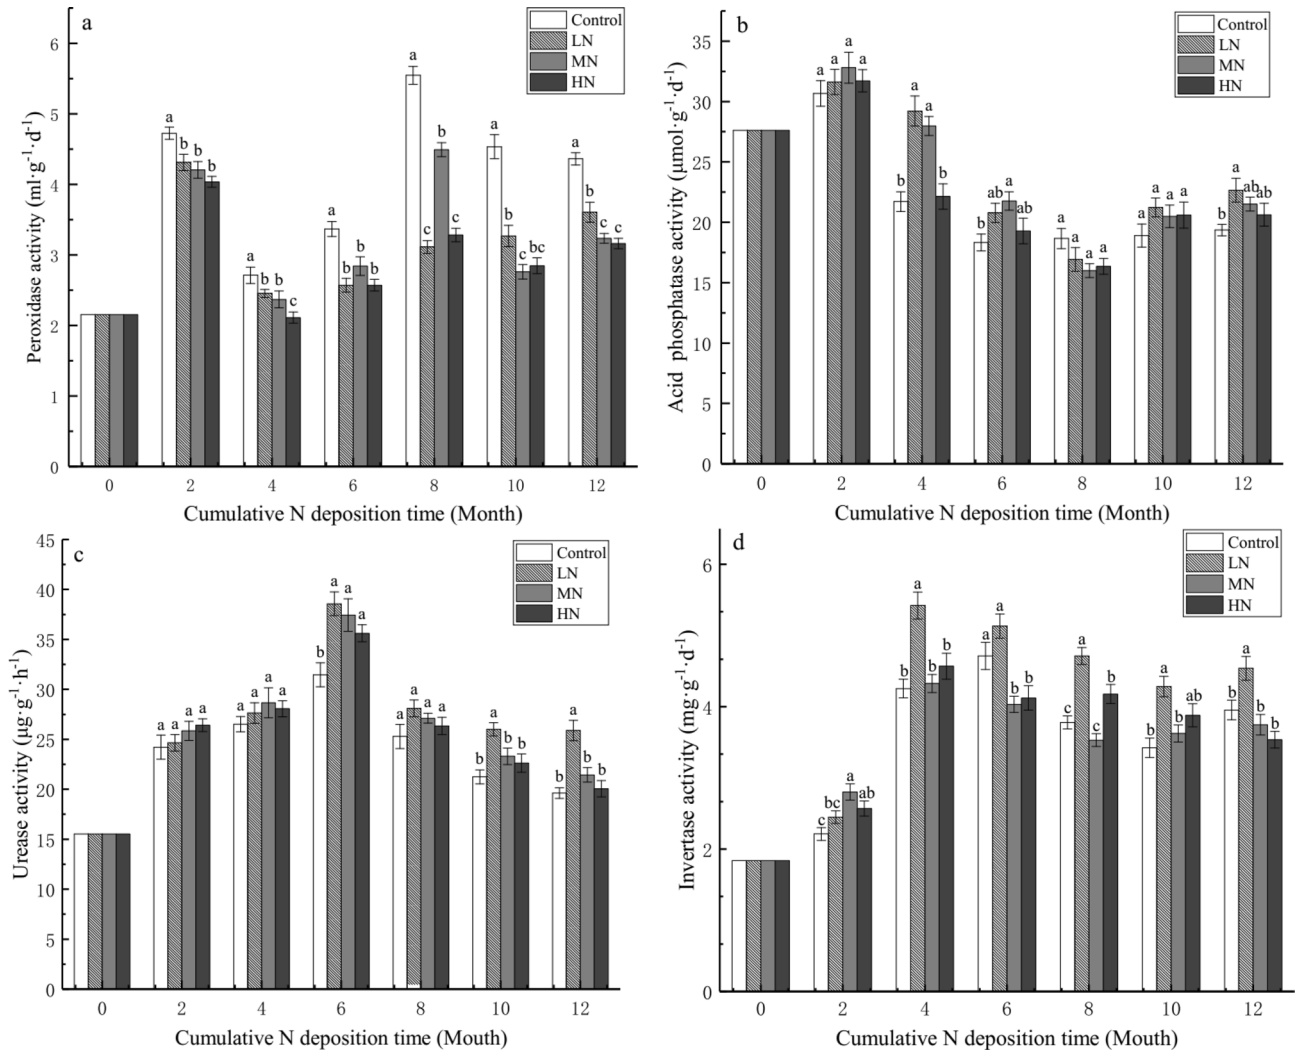 a
Control
LN
MN
HN
Peroxidase activity (ml·g⁻¹·d⁻¹)
6
5
4
3
2
1
0
a
b
b
b
a
b
b
c
a
b
b
b
a
c
b
c
a
b
c
bc
a
b
c
c
0 2 4 6 8 10 12
Cumulative N deposition time (Month)
b
Control
LN
MN
HN
Acid phosphatase activity (μmol·g⁻¹·d⁻¹)
35
30
25
20
15
10
5
0
a
a
a
a
b
a
a
b
b
ab
a
ab
a
a
a
a
a
a
a
a
b
a
ab
ab
0 2 4 6 8 10 12
Cumulative N deposition time (Month)
c
Control
LN
MN
HN
Urease activity (μg·g⁻¹·h⁻¹)
45
40
35
30
25
20
15
10
5
0
a
a
a
a
a
a
a
a
b
a
a
a
a
a
a
a
b
a
b
b
b
a
b
b
0 2 4 6 8 10 12
Cumulative N deposition time (Mouth)
d
Control
LN
MN
HN
Invertase activity (mg·g⁻¹·d⁻¹)
6
4
2
0
c
bc
a
ab
b
a
b
b
a
a
b
b
c
a
c
b
b
a
b
ab
b
a
b
b
0 2 4 6 8 10 12
Cumulative N deposition time (Mouth)